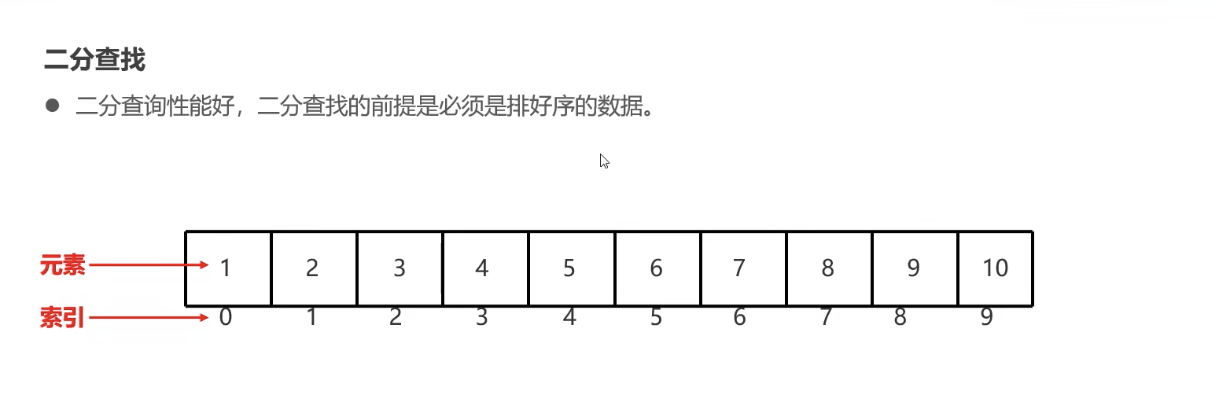 二分查找
● 二分查询性能好，二分查找的前提是必须是排好序的数据。
元素 1 2 3 4 5 6 7 8 9 10
索引 0 1 2 3 4 5 6 7 8 9